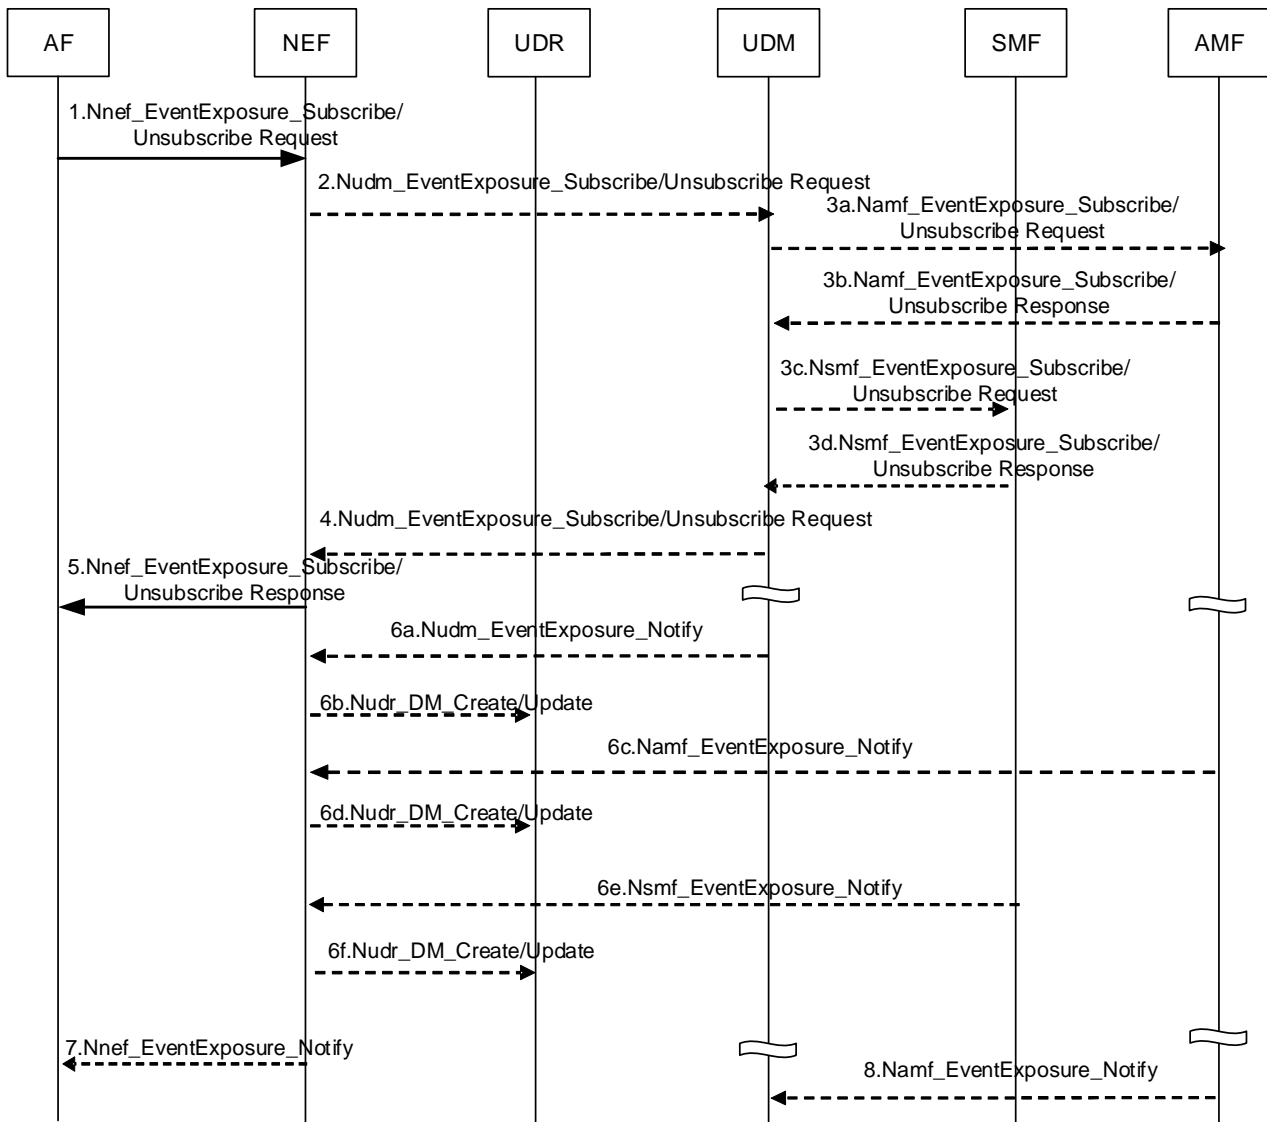 AF
NEF
UDR
UDM
SMF
AMF
1.Nnef_EventExposure_Subscribe/
Unsubscribe Request
2.Nudm_EventExposure_Subscribe/Unsubscribe Request
3a.Namf_EventExposure_Subscribe/
Unsubscribe Request
3b.Namf_EventExposure_Subscribe/
Unsubscribe Response
3c.Nsmf_EventExposure_Subscribe/
Unsubscribe Request
3d.Nsmf_EventExposure_Subscribe/
Unsubscribe Response
4.Nudm_EventExposure_Subscribe/Unsubscribe Request
5.Nnef_EventExposure_Subscribe/
Unsubscribe Response
6a.Nudm_EventExposure_Notify
6b.Nudr_DM_Create/Update
6c.Namf_EventExposure_Notify
6d.Nudr_DM_Create/Update
6e.Nsmf_EventExposure_Notify
6f.Nudr_DM_Create/Update
7.Nnef_EventExposure_Notify
8.Namf_EventExposure_Notify